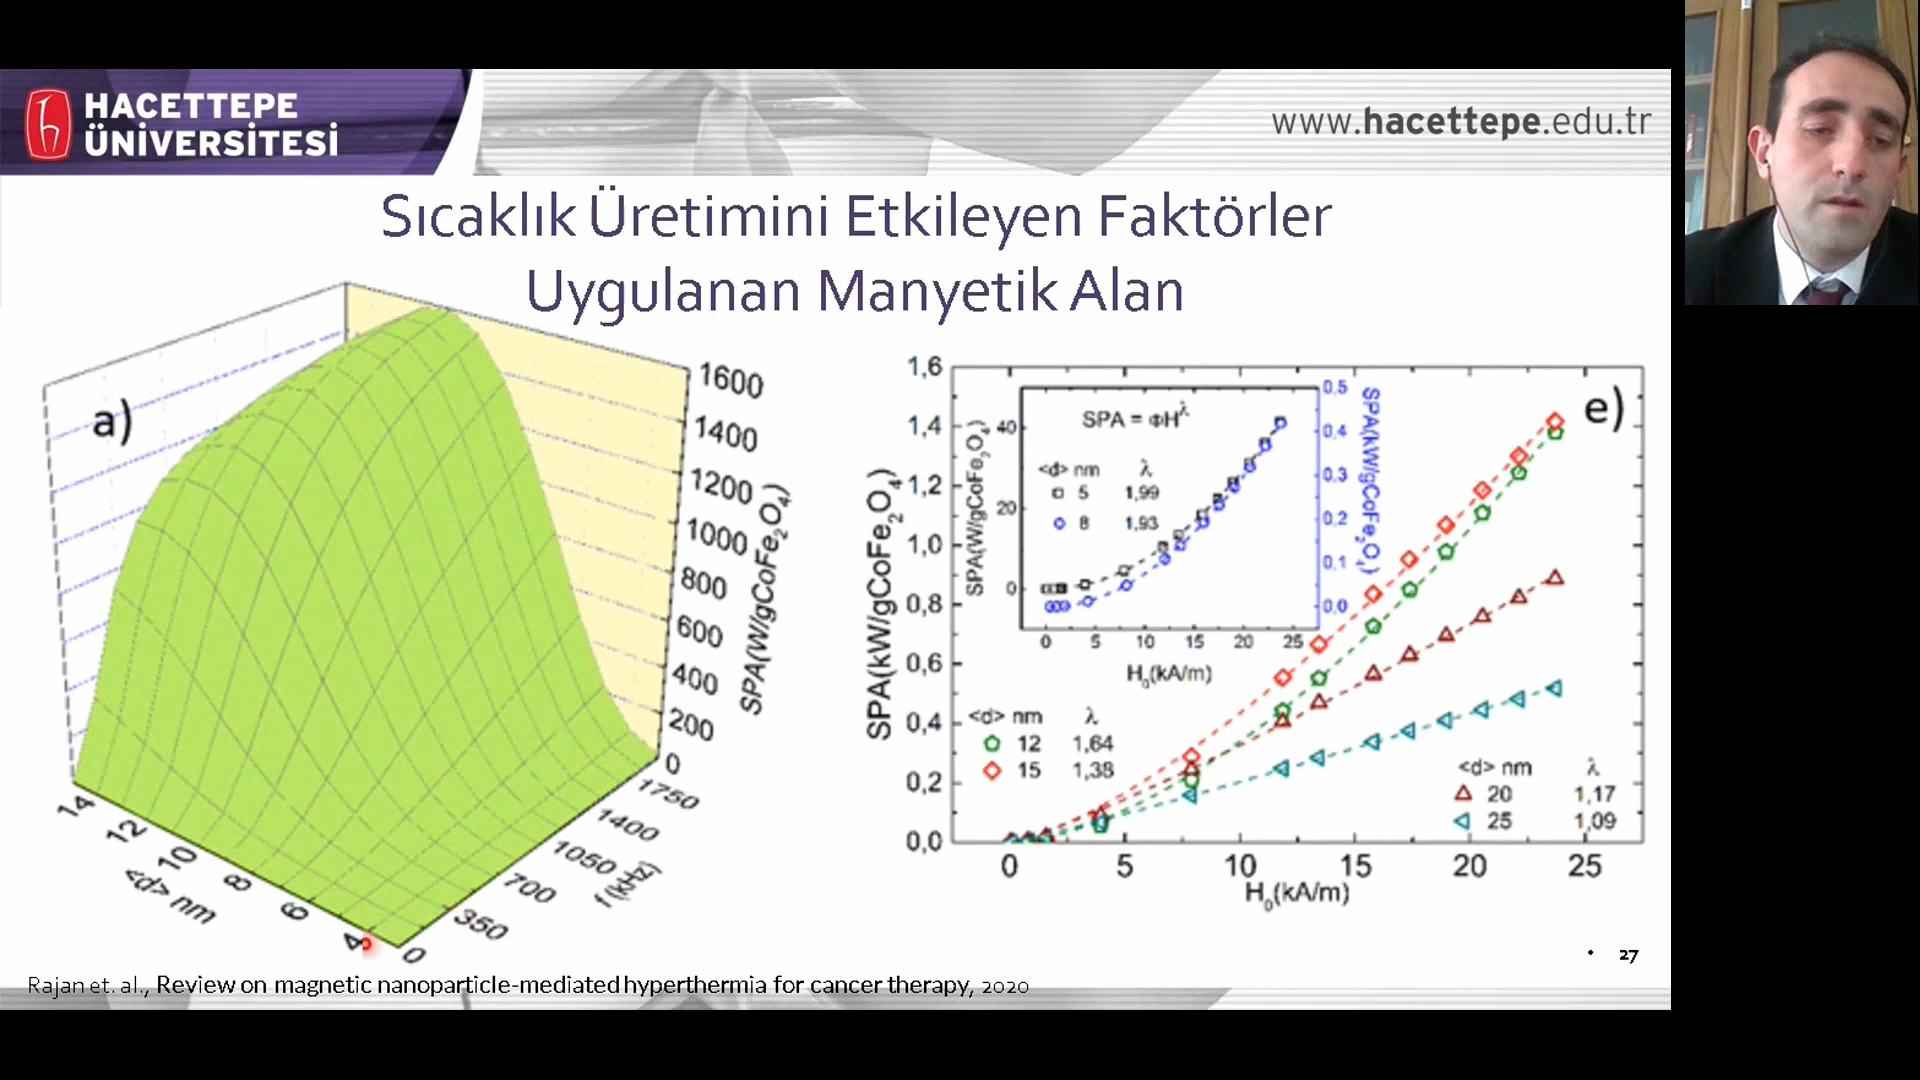 HACETTEPE
ÜNİVERSİTESİ
www.hacettepe.edu.tr
Sıcaklık Üretimini Etkileyen Faktörler
Uygulanan Manyetik Alan
a)
1600
1400
1200
1000
800
600
400
200
0
SPA(W/gCoFe2O4)
1750
1400
1050
700
350
0
f(kHz)
14
12
10
8
6
4
<d> nm
e)
1,6
1,4
1,2
1,0
0,8
0,6
0,4
0,2
0,0
SPA(kW/gCoFe2O4)
0 5 10 15 20 25
H0(kA/m)
SPA = ΦH^λ
<d> nm λ
5 1,99
8 1,93
40
20
0
SPA(W/gCoFe2O4)
0,5
0,4
0,3
0,2
0,1
0,0
SPA(kW/gCoFe2O4)
0 5 10 15 20 25
H0(kA/m)
<d> nm λ
12 1,64
15 1,38
<d> nm λ
20 1,17
25 1,09
• 27
Rajan et. al., Review on magnetic nanoparticle-mediated hyperthermia for cancer therapy, 2020